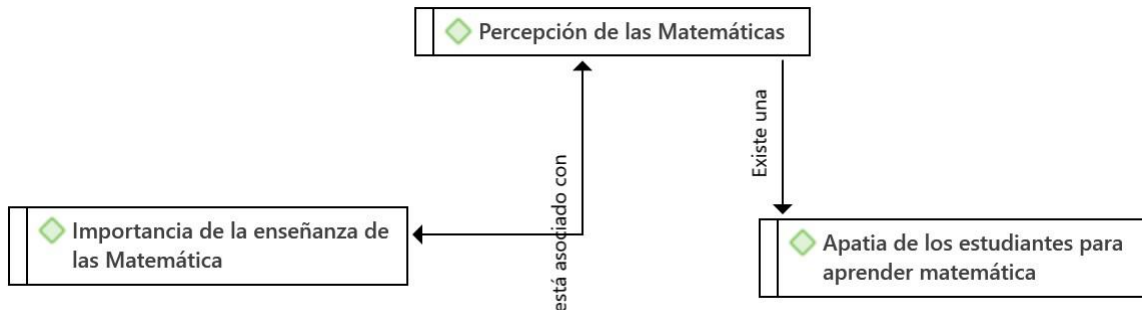 Percepción de las Matemáticas
Existe una
está asociado con
Importancia de la enseñanza de
las Matemática
Apatia de los estudiantes para
aprender matemática